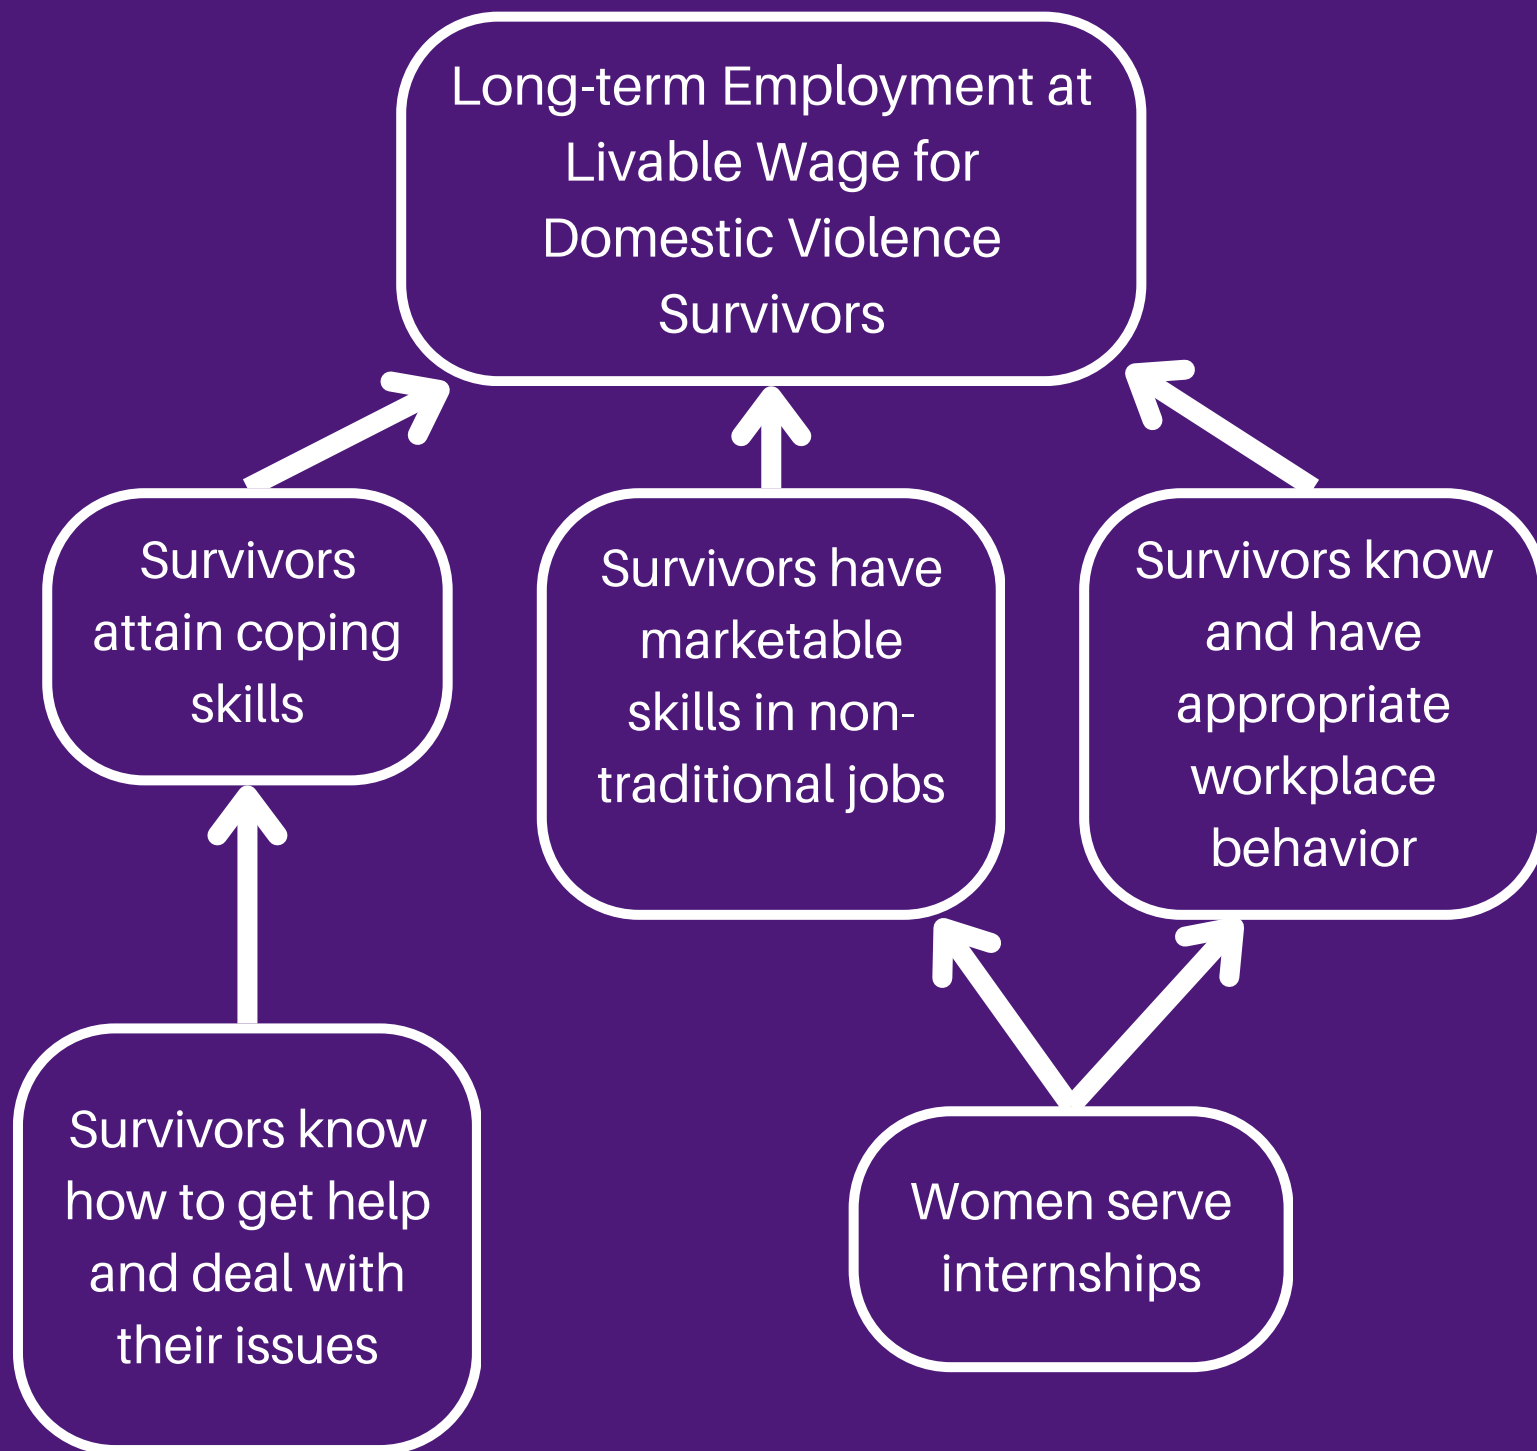 Long-term Employment at
Livable Wage for
Domestic Violence
Survivors
Survivors
attain coping
skills
Survivors have
marketable
skills in non-
traditional jobs
Survivors know
and have
appropriate
workplace
behavior
Survivors know
how to get help
and deal with
their issues
Women serve
internships